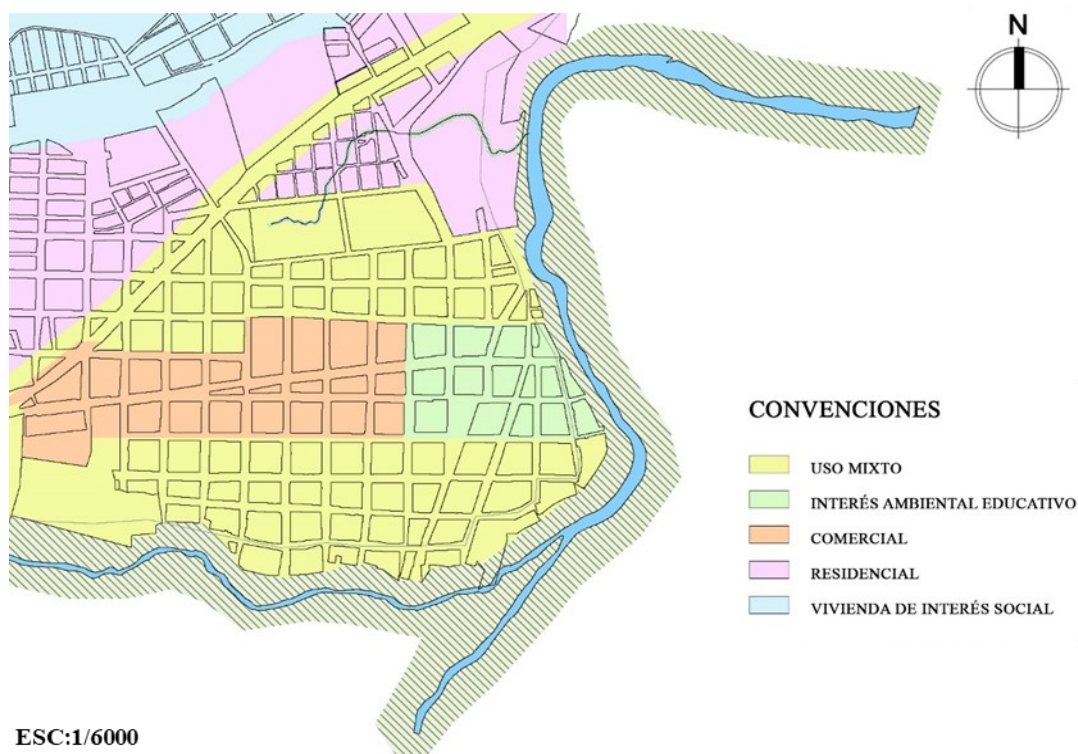 N
CONVENCIONES
USO MIXTO
INTERÉS AMBIENTAL EDUCATIVO
COMERCIAL
RESIDENCIAL
VIVIENDA DE INTERÉS SOCIAL
ESC:1/6000